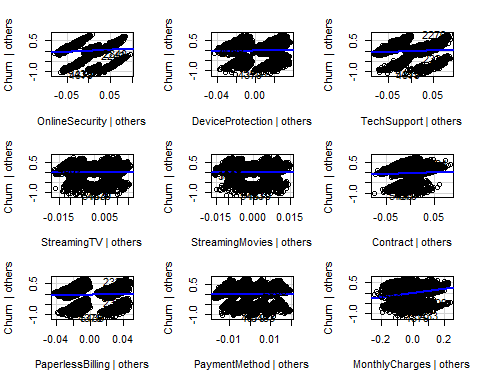 Churn | others
0.5
-1.0
-0.05
0.05
OnlineSecurity | others
Churn | others
0.5
-1.0
-0.04
0.00
DeviceProtection | others
Churn | others
0.5
-1.0
-0.05
0.05
TechSupport | others
Churn | others
0.5
-1.0
-0.015
0.005
StreamingTV | others
Churn | others
0.5
-1.0
-0.015
0.000
0.015
StreamingMovies | others
Churn | others
0.5
-1.0
-0.05
0.05
Contract | others
Churn | others
0.5
-1.0
-0.04
0.00
0.04
PaperlessBilling | others
Churn | others
0.5
-1.0
-0.01
0.01
PaymentMethod | others
Churn | others
0.5
-1.0
-0.2
0.0
0.2
MonthlyCharges | others